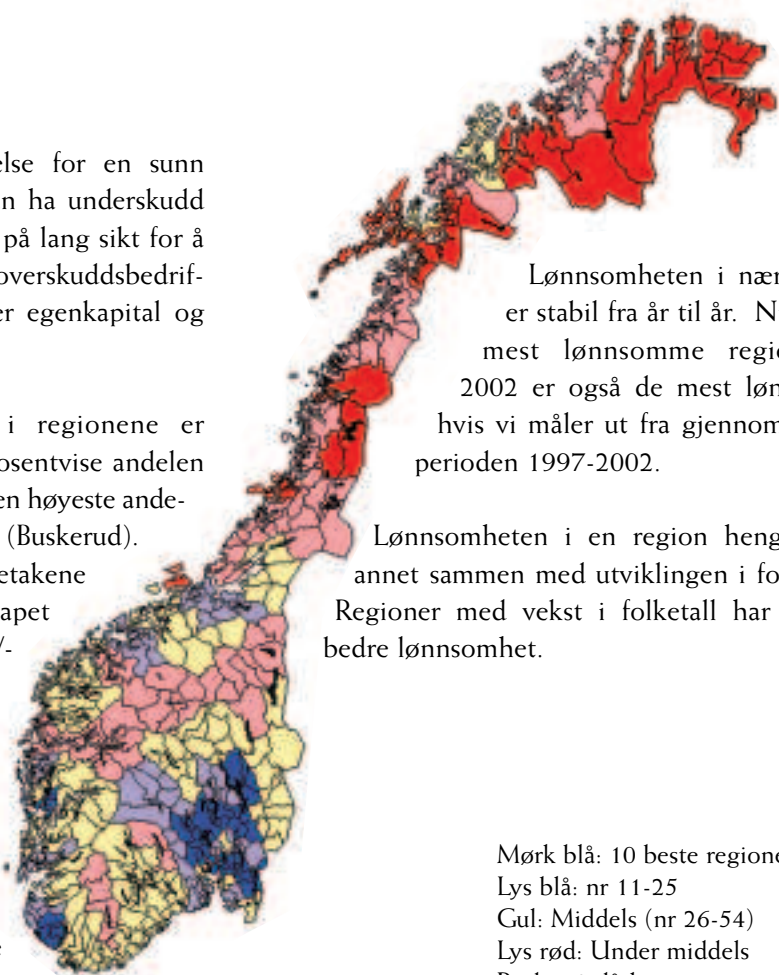 else for en sunn
n ha underskudd
på lang sikt for å
overskuddsbedrif-
er egenkapital og
i regionene er
osentvise andelen
en høyeste ande-
(Buskerud).
etakene
apet
/-
Lønnsomheten i nær
er stabil fra år til år. N
mest lønnsomme regi
2002 er også de mest løn
hvis vi måler ut fra gjennom
perioden 1997-2002.
Lønnsomheten i en region heng
annet sammen med utviklingen i fo
Regioner med vekst i folketall har
bedre lønnsomhet.
Mørk blå: 10 beste regione
Lys blå: nr 11-25
Gul: Middels (nr 26-54)
Lys rød: Under middels